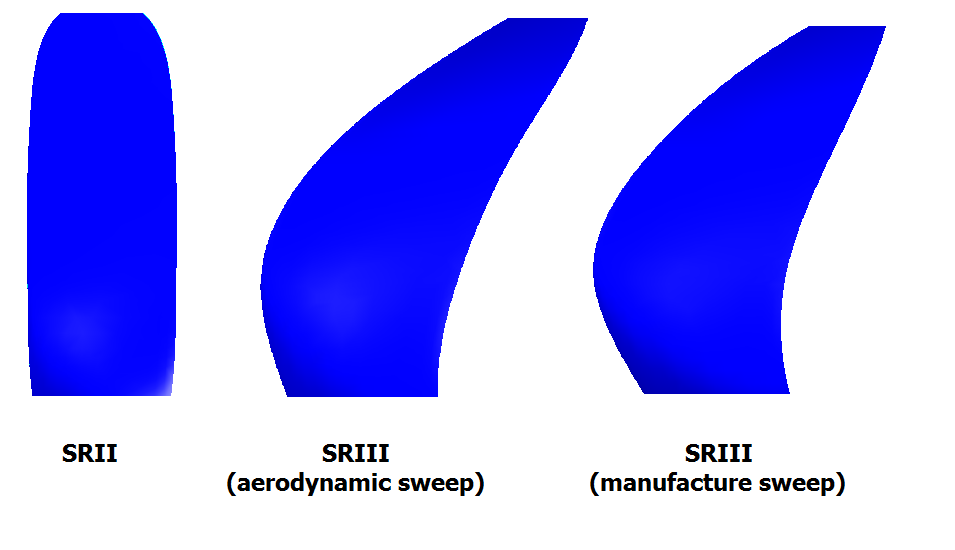 SRII
SRIII
(aerodynamic sweep)
SRIII
(manufacture sweep)